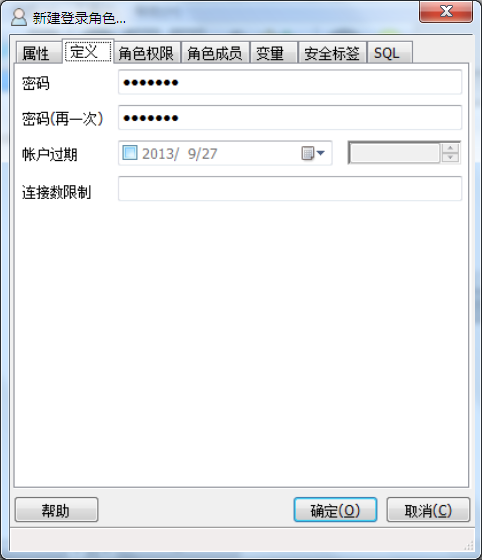 新建登录角色...
属性 定义 角色权限 角色成员 变量 安全标签 SQL
密码 •••••••
密码(再一次) •••••••
帐户过期 2013/ 9/27
连接数限制
帮助 确定(O) 取消(C)